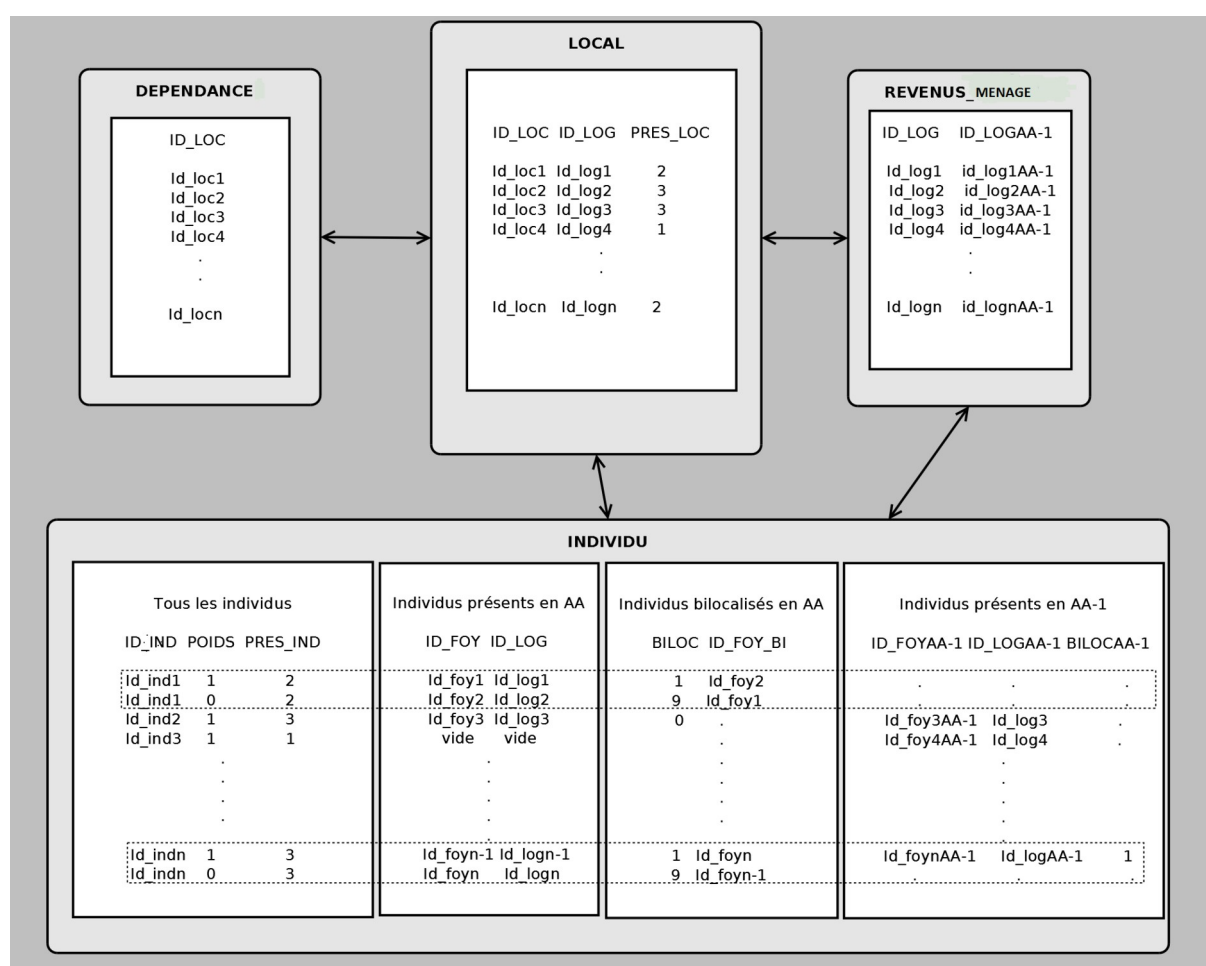 DEPENDANCE
ID_LOC
Id_loc1
Id_loc2
Id_loc3
Id_loc4
.
.
Id_locn
LOCAL
ID_LOC ID_LOG PRES_LOC
Id_loc1 Id_log1 2
Id_loc2 Id_log2 3
Id_loc3 Id_log3 3
Id_loc4 Id_log4 1
.
.
Id_locn Id_logn 2
REVENUS_MENAGE
ID_LOG ID_LOGAA-1
Id_log1 id_log1AA-1
Id_log2 id_log2AA-1
Id_log3 id_log3AA-1
Id_log4 id_log4AA-1
.
.
Id_logn id_lognAA-1
INDIVIDU
Tous les individus
ID_IND POIDS PRES_IND
Id_ind1 1 2
Id_ind1 0 2
Id_ind2 1 3
Id_ind3 1 1
.
.
.
.
Id_indn 1 3
Id_indn 0 3
Individus présents en AA
ID_FOY ID_LOG
Id_foy1 Id_log1
Id_foy2 Id_log2
Id_foy3 Id_log3
vide vide
.
.
.
.
.
Id_foyn-1 Id_logn-1
Id_foyn Id_logn
Individus bilocalisés en AA
BILOC ID_FOY_BI
1 Id_foy2
9 Id_foy1
0 .
.
.
.
.
.
1 Id_foyn
9 Id_foyn-1
Individus présents en AA-1
ID_FOYAA-1 ID_LOGAA-1 BILOCAA-1
. . .
. . .
Id_foy3AA-1 Id_log3 .
Id_foy4AA-1 Id_log4 .
.
.
.
.
.
Id_foynAA-1 Id_logAA-1 1
. . .